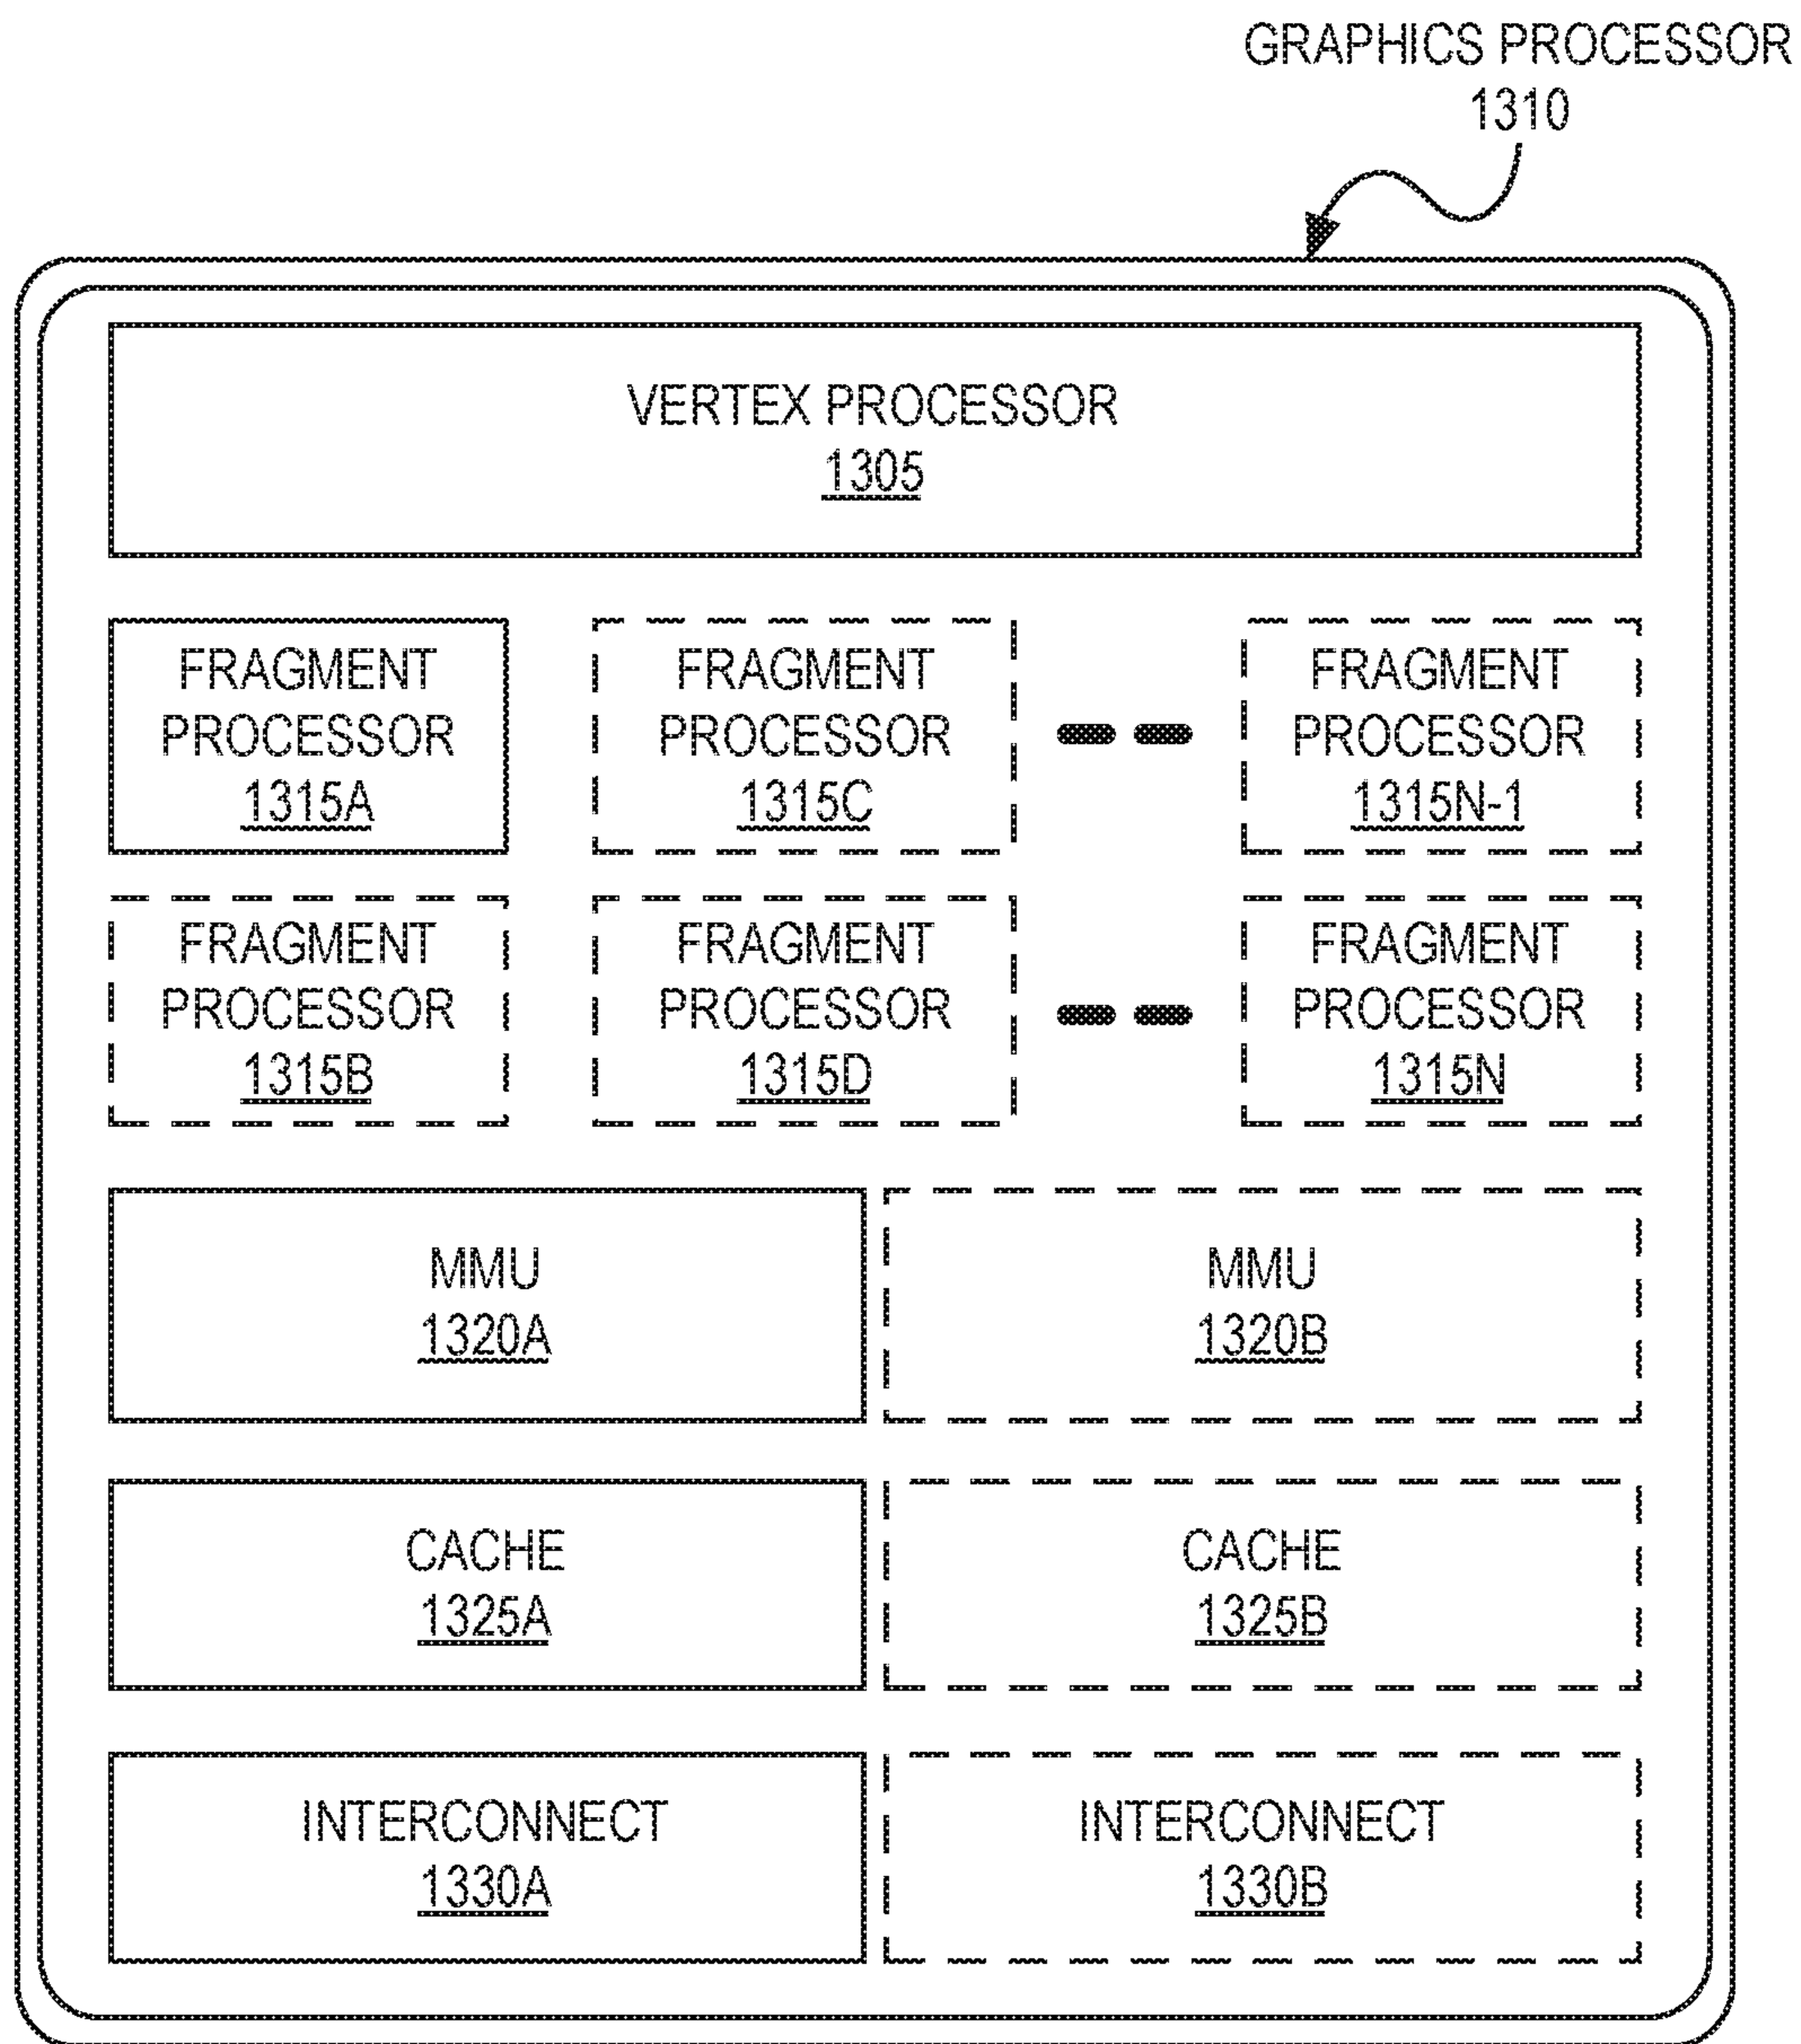 GRAPHICS PROCESSOR
1310
VERTEX PROCESSOR
1305
FRAGMENT
PROCESSOR
1315A
FRAGMENT
PROCESSOR
1315C
FRAGMENT
PROCESSOR
1315N-1
FRAGMENT
PROCESSOR
1315B
FRAGMENT
PROCESSOR
1315D
FRAGMENT
PROCESSOR
1315N
MMU
1320A
MMU
1320B
CACHE
1325A
CACHE
1325B
INTERCONNECT
1330A
INTERCONNECT
1330B